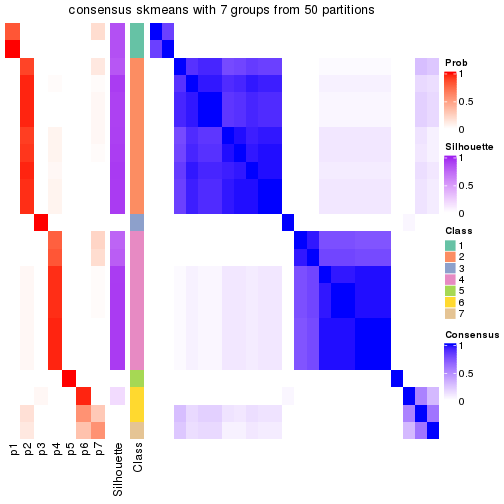 consensus skmeans with 7 groups from 50 partitions
Prob
1
0.5
0
Silhouette
1
0.5
0
Class
1
2
3
4
5
6
7
Consensus
1
0.5
0
p1
p2
p3
p4
p5
p6
p7
Silhouette
Class